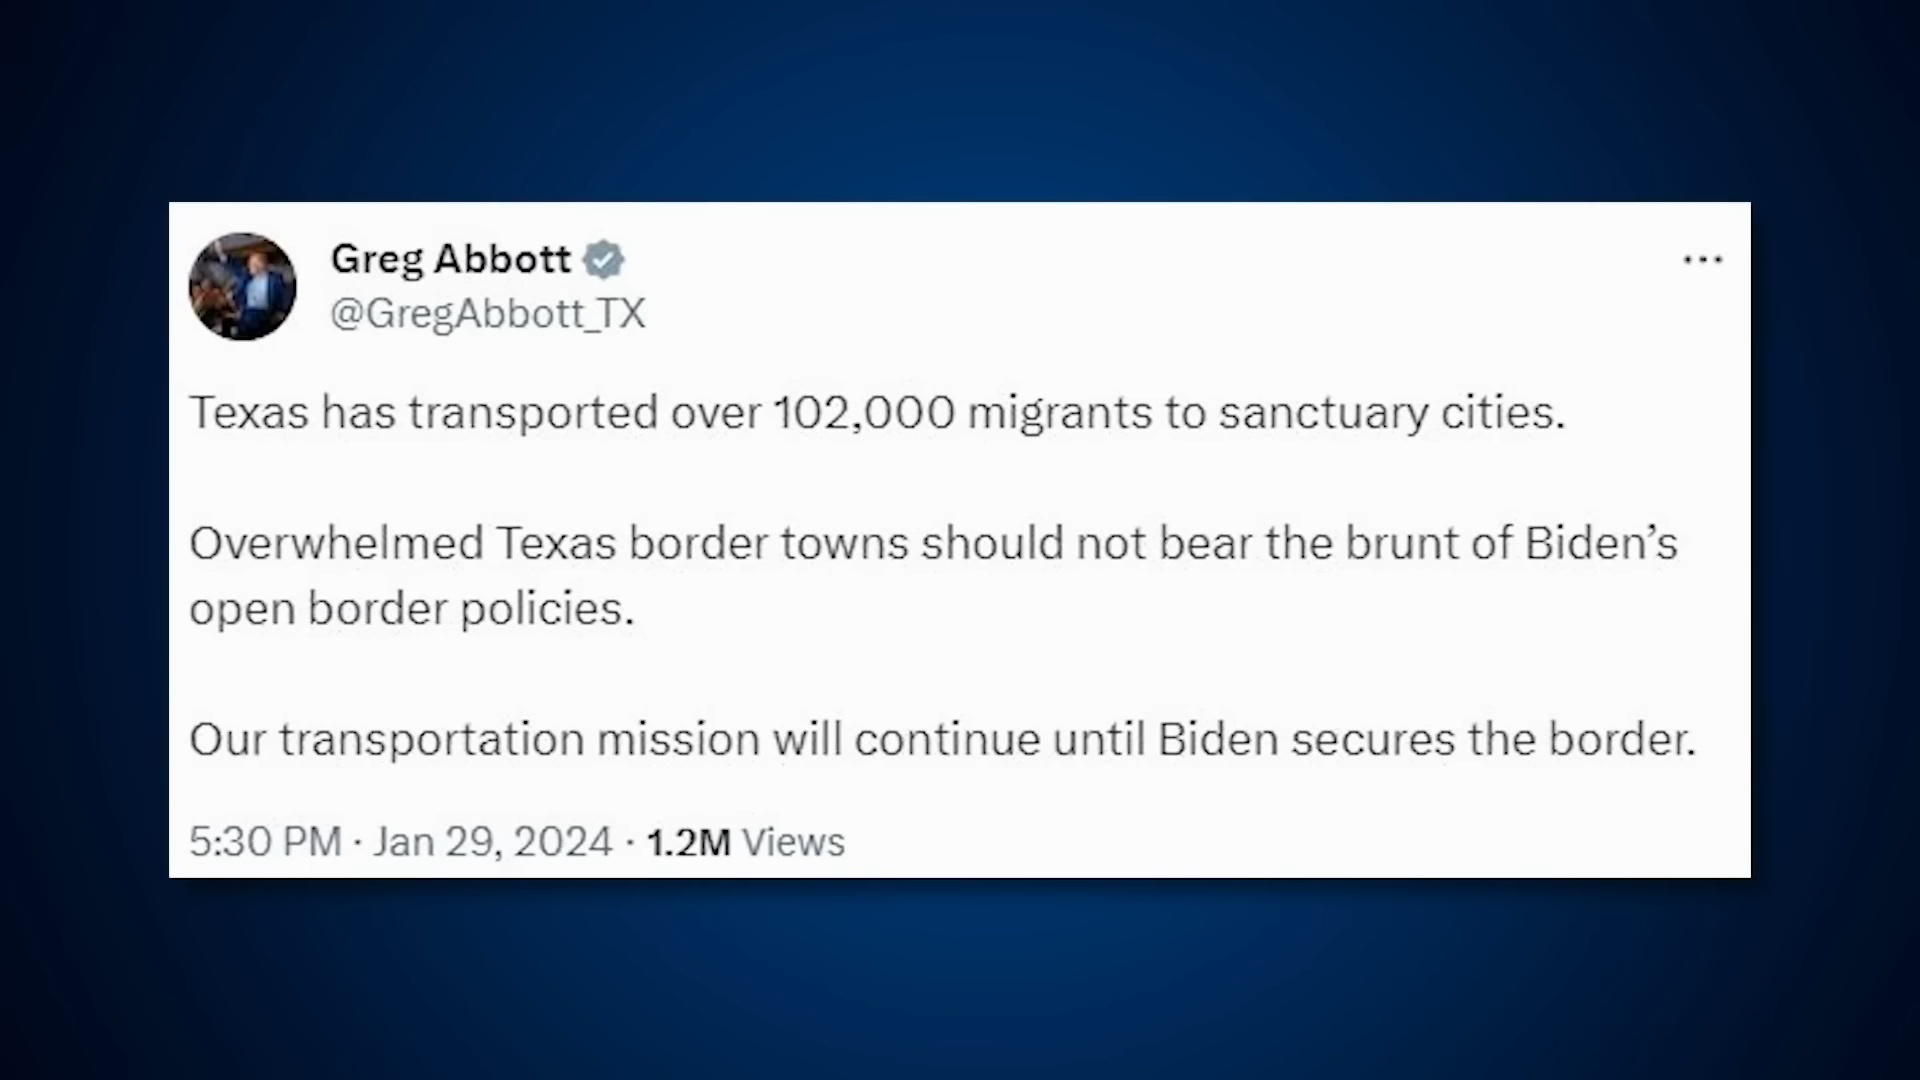 Greg Abbott
@GregAbbott_TX
Texas has transported over 102,000 migrants to sanctuary cities.
Overwhelmed Texas border towns should not bear the brunt of Biden’s
open border policies.
Our transportation mission will continue until Biden secures the border.
5:30 PM · Jan 29, 2024 · 1.2M Views